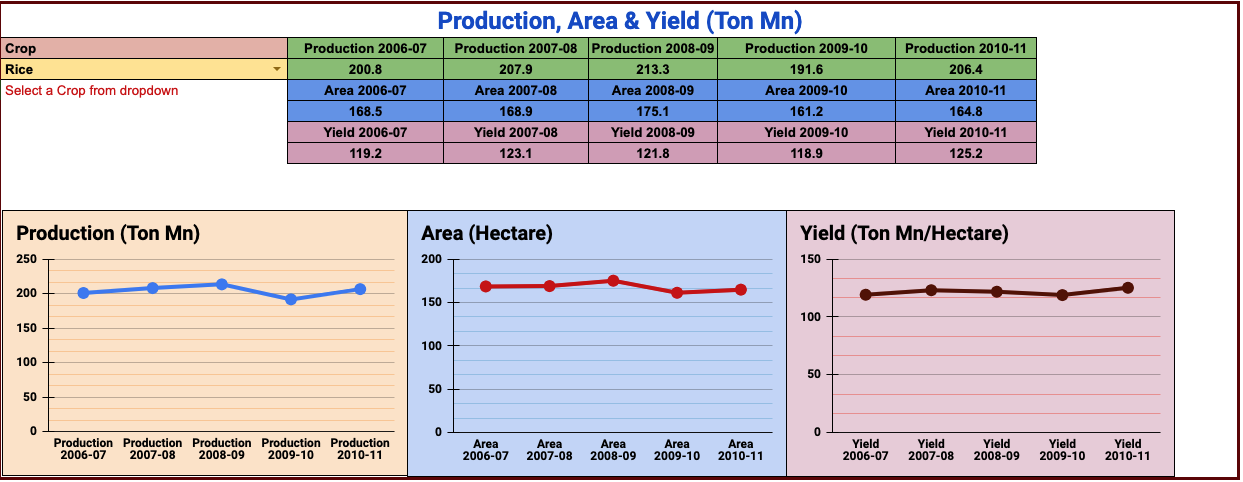 Production, Area & Yield (Ton Mn)
Crop Production 2006-07 Production 2007-08 Production 2008-09 Production 2009-10 Production 2010-11
Rice 200.8 207.9 213.3 191.6 206.4
Select a Crop from dropdown Area 2006-07 Area 2007-08 Area 2008-09 Area 2009-10 Area 2010-11
168.5 168.9 175.1 161.2 164.8
Yield 2006-07 Yield 2007-08 Yield 2008-09 Yield 2009-10 Yield 2010-11
119.2 123.1 121.8 118.9 125.2
Production (Ton Mn)
250
200
150
100
50
0
Production Production Production Production Production
2006-07 2007-08 2008-09 2009-10 2010-11
Area (Hectare)
200
150
100
50
0
Area Area Area Area Area
2006-07 2007-08 2008-09 2009-10 2010-11
Yield (Ton Mn/Hectare)
150
100
50
0
Yield Yield Yield Yield Yield
2006-07 2007-08 2008-09 2009-10 2010-11